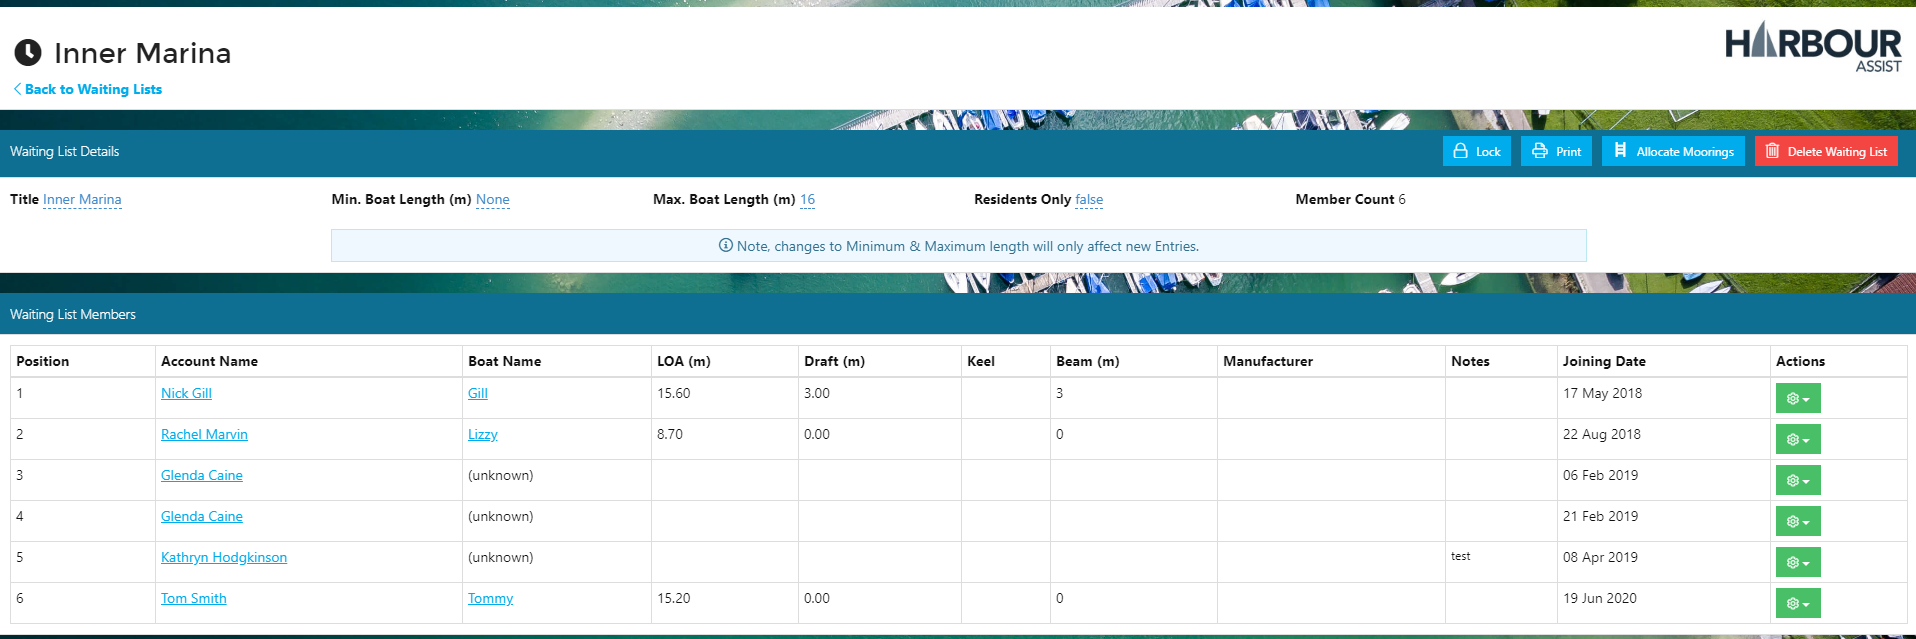 Inner Marina
HARBOUR
ASSIST
Back to Waiting Lists
Waiting List Details
Lock
Print
Allocate Moorings
Delete Waiting List
Title Inner Marina
Min. Boat Length (m) None
Max. Boat Length (m) 16
Residents Only false
Member Count 6
Note, changes to Minimum & Maximum length will only affect new Entries.
Waiting List Members
Position Account Name Boat Name LOA (m) Draft (m) Keel Beam (m) Manufacturer Notes Joining Date Actions
1 Nick Gill Gill 15.60 3.00 3 17 May 2018
2 Rachel Marvin Lizzy 8.70 0.00 0 22 Aug 2018
3 Glenda Caine (unknown) 06 Feb 2019
4 Glenda Caine (unknown) 21 Feb 2019
5 Kathryn Hodgkinson (unknown) test 08 Apr 2019
6 Tom Smith Tommy 15.20 0.00 0 19 Jun 2020